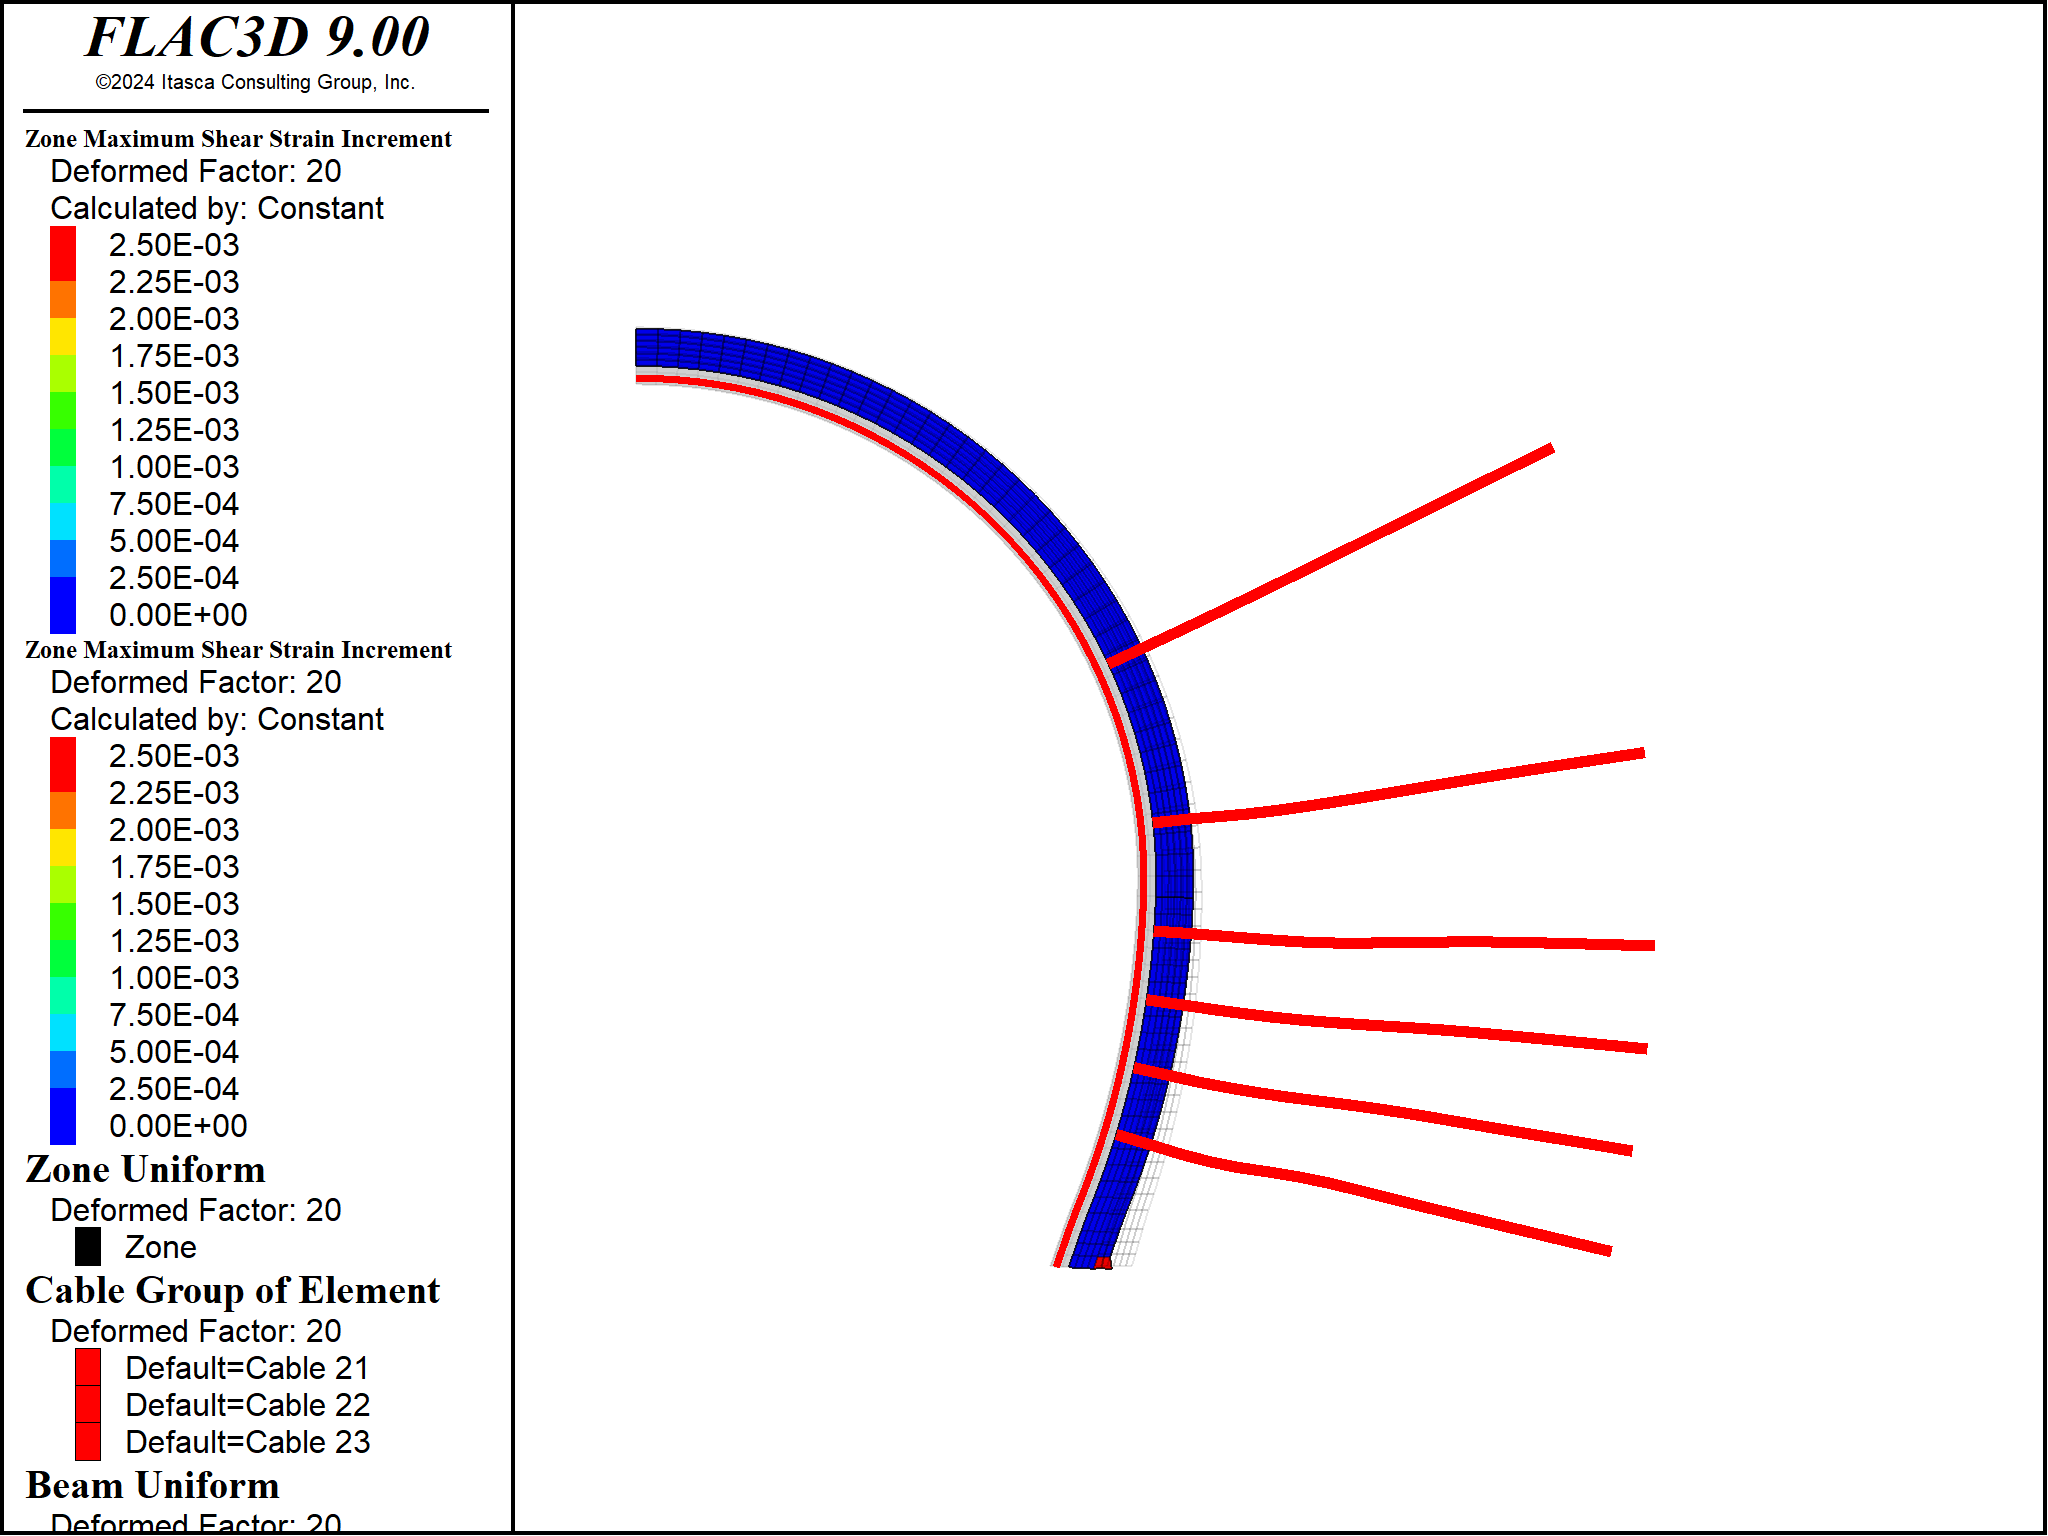 FLAC3D 9.00
©2024 Itasca Consulting Group, Inc.
Zone Maximum Shear Strain Increment
Deformed Factor: 20
Calculated by: Constant
2.50E-03
2.25E-03
2.00E-03
1.75E-03
1.50E-03
1.25E-03
1.00E-03
7.50E-04
5.00E-04
2.50E-04
0.00E+00
Zone Maximum Shear Strain Increment
Deformed Factor: 20
Calculated by: Constant
2.50E-03
2.25E-03
2.00E-03
1.75E-03
1.50E-03
1.25E-03
1.00E-03
7.50E-04
5.00E-04
2.50E-04
0.00E+00
Zone Uniform
Deformed Factor: 20
Zone
Cable Group of Element
Deformed Factor: 20
Default=Cable 21
Default=Cable 22
Default=Cable 23
Beam Uniform
Deformed Factor: 20